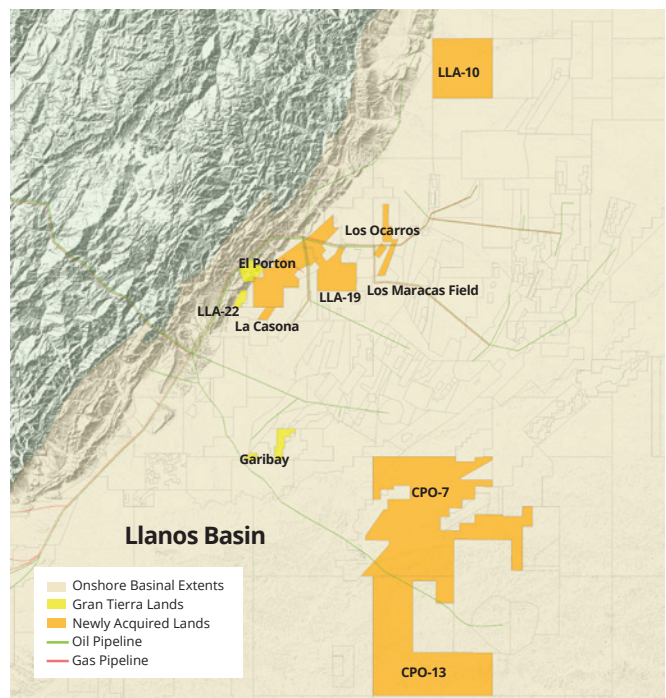 LLA-10
Los Ocarros
El Porton
LLA-19
Los Maracas Field
LLA-22
La Casona
Garibay
CPO-7
Llanos Basin
Onshore Basinal Extents
Gran Tierra Lands
Newly Acquired Lands
Oil Pipeline
Gas Pipeline
CPO-13